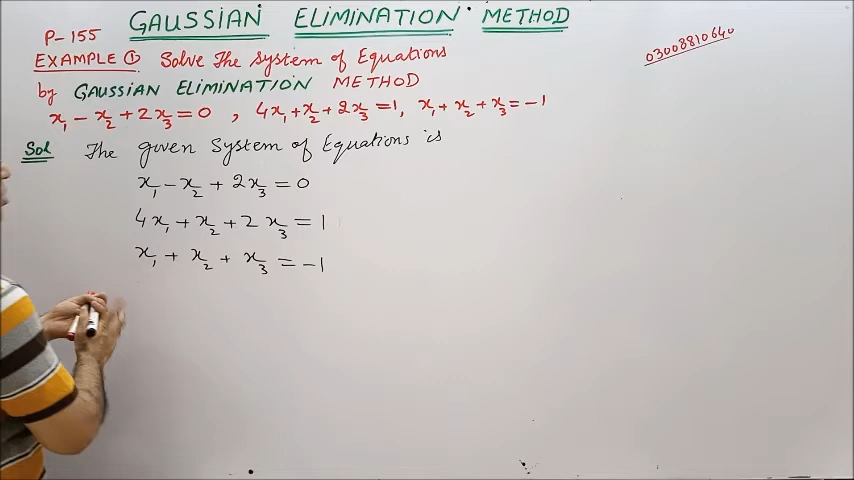 GAUSSIAN ELIMINATION METHOD
P-155
03008810640
EXAMPLE ① Solve The System of Equations
by GAUSSIAN ELIMINATION METHOD
x₁ - x₂ + 2x₃ = 0 , 4x₁ + x₂ + 2x₃ = 1, x₁ + x₂ + x₃ = -1
Sol The given System of Equations is
x₁ - x₂ + 2x₃ = 0
4x₁ + x₂ + 2x₃ = 1
x₁ + x₂ + x₃ = -1